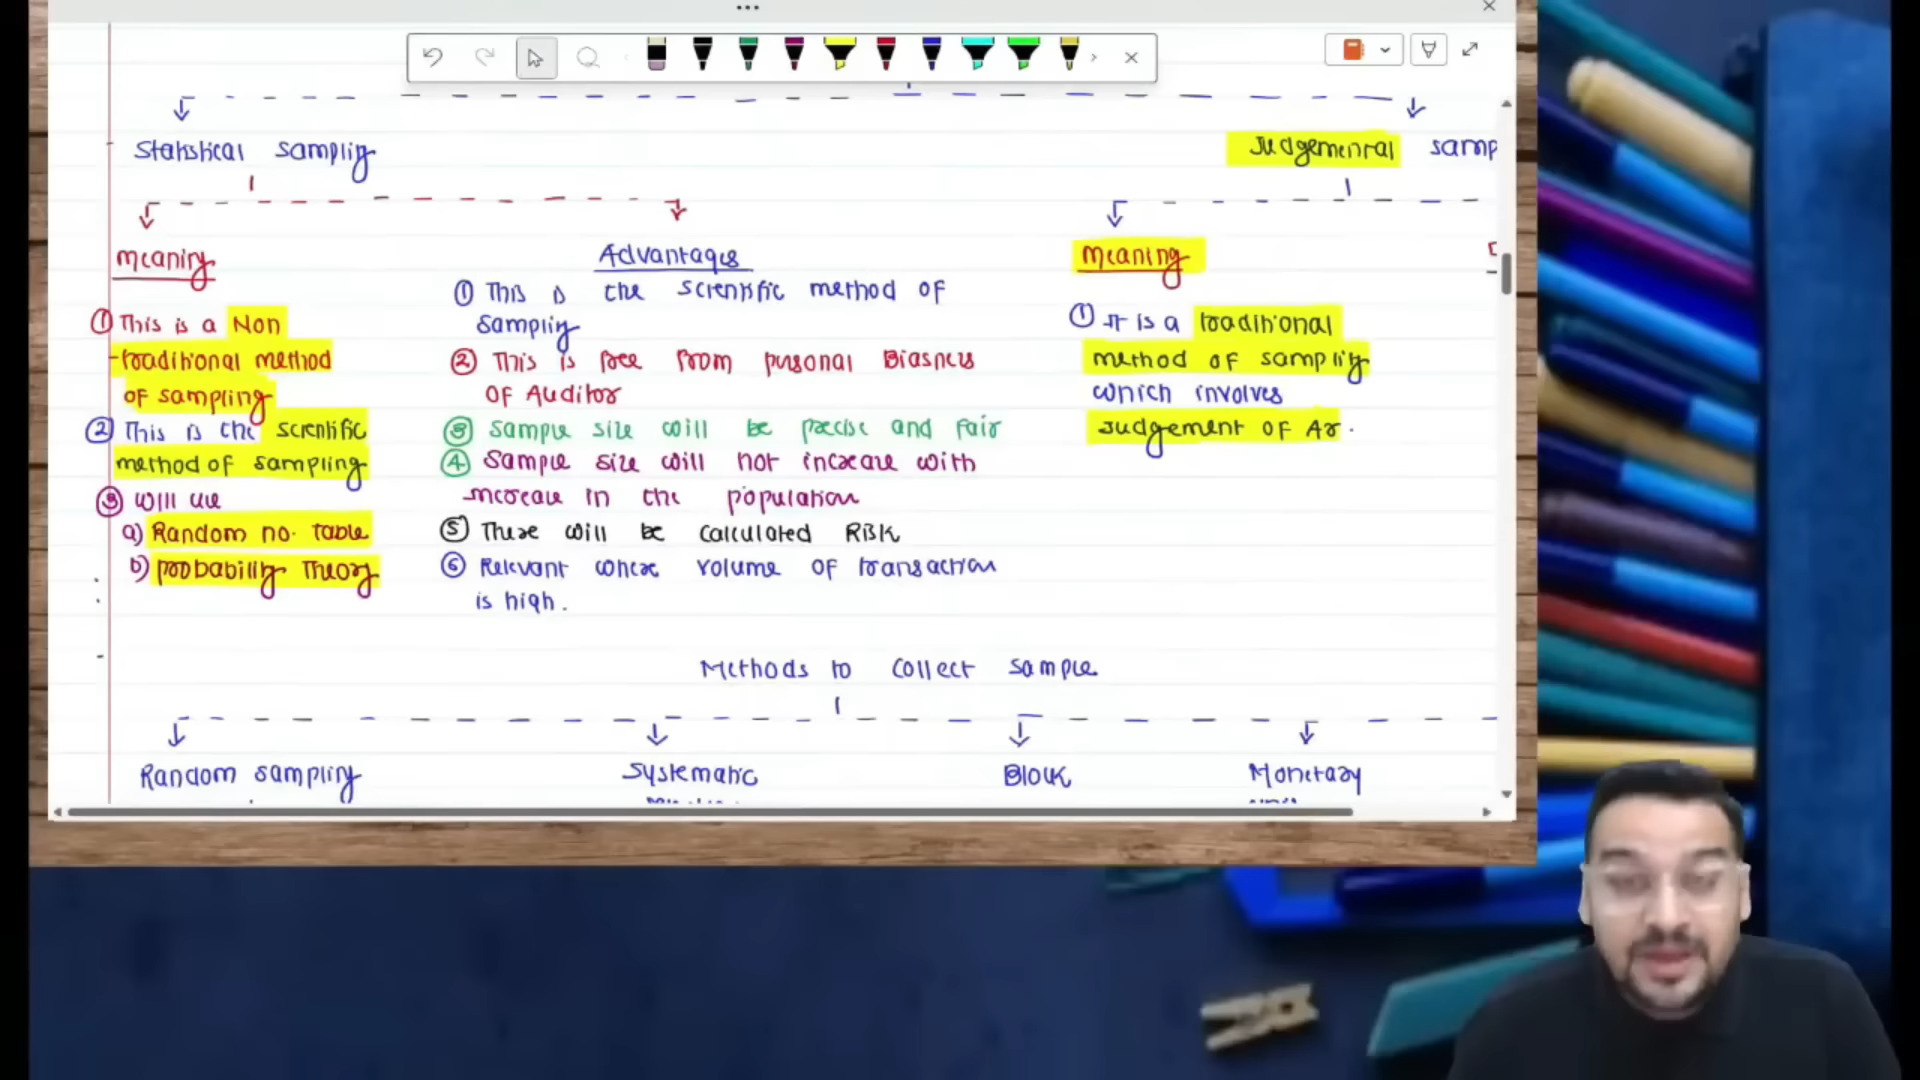 Statistical sampling
Judgemental samp
Meaning
Advantages
Meaning
① This is a Non
-traditional method
of sampling
② This is the scientific
method of sampling
③ will use
a) Random no. table
b) probability Theory
① This is the scientific method of
sampling
② This is free from personal Biasness
of Auditor
③ Sample size will be precise and fair
④ Sample size will not increase with
increase in the population
⑤ There will be calculated Risk
⑥ Relevant where volume of transaction
is high.
① It is a traditional
method of sampling
which involves
Judgement of Ar.
Methods to collect sample
Random sampling
Systematic
Block
Monetary